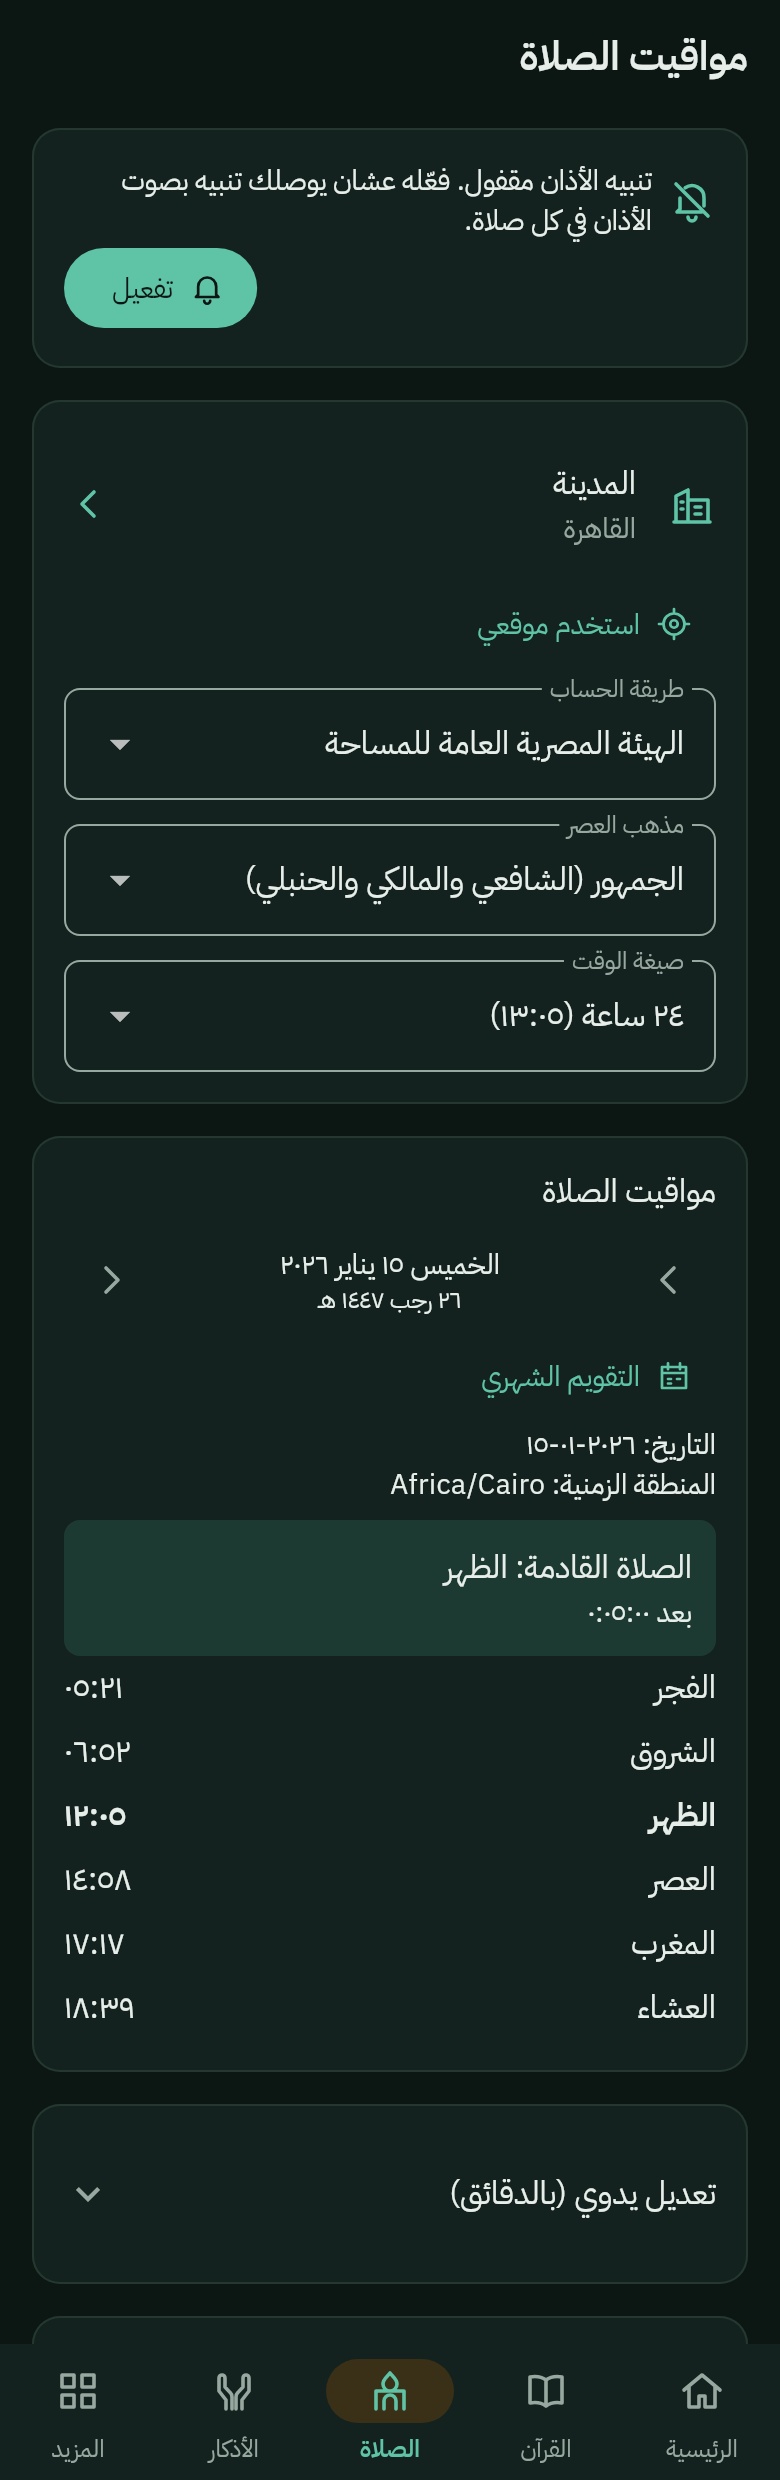 مواقيت الصلاة
تنبيه الأذان مقفول. فعّله عشان يوصلك تنبيه بصوت
الأذان في كل صلاة.
تفعيل
المدينة
القاهرة
استخدم موقعي
طريقة الحساب
الهيئة المصرية العامة للمساحة
مذهب العصر
الجمهور (الشافعي والمالكي والحنبلي)
صيغة الوقت
٢٤ ساعة (١٣:٠٥)
مواقيت الصلاة
الخميس ١٥ يناير ٢٠٢٦
٢٦ رجب ١٤٤٧ هـ
التقويم الشهري
التاريخ: ٢٠٢٦-٠١-١٥
المنطقة الزمنية: Africa/Cairo
الصلاة القادمة: الظهر
بعد ٠:٠٥:٠٠
الفجر ٠٥:٢١
الشروق ٠٦:٥٢
الظهر ١٢:٠٥
العصر ١٤:٥٨
المغرب ١٧:١٧
العشاء ١٨:٣٩
تعديل يدوي (بالدقائق)
الرئيسية
القرآن
الصلاة
الأذكار
المزيد